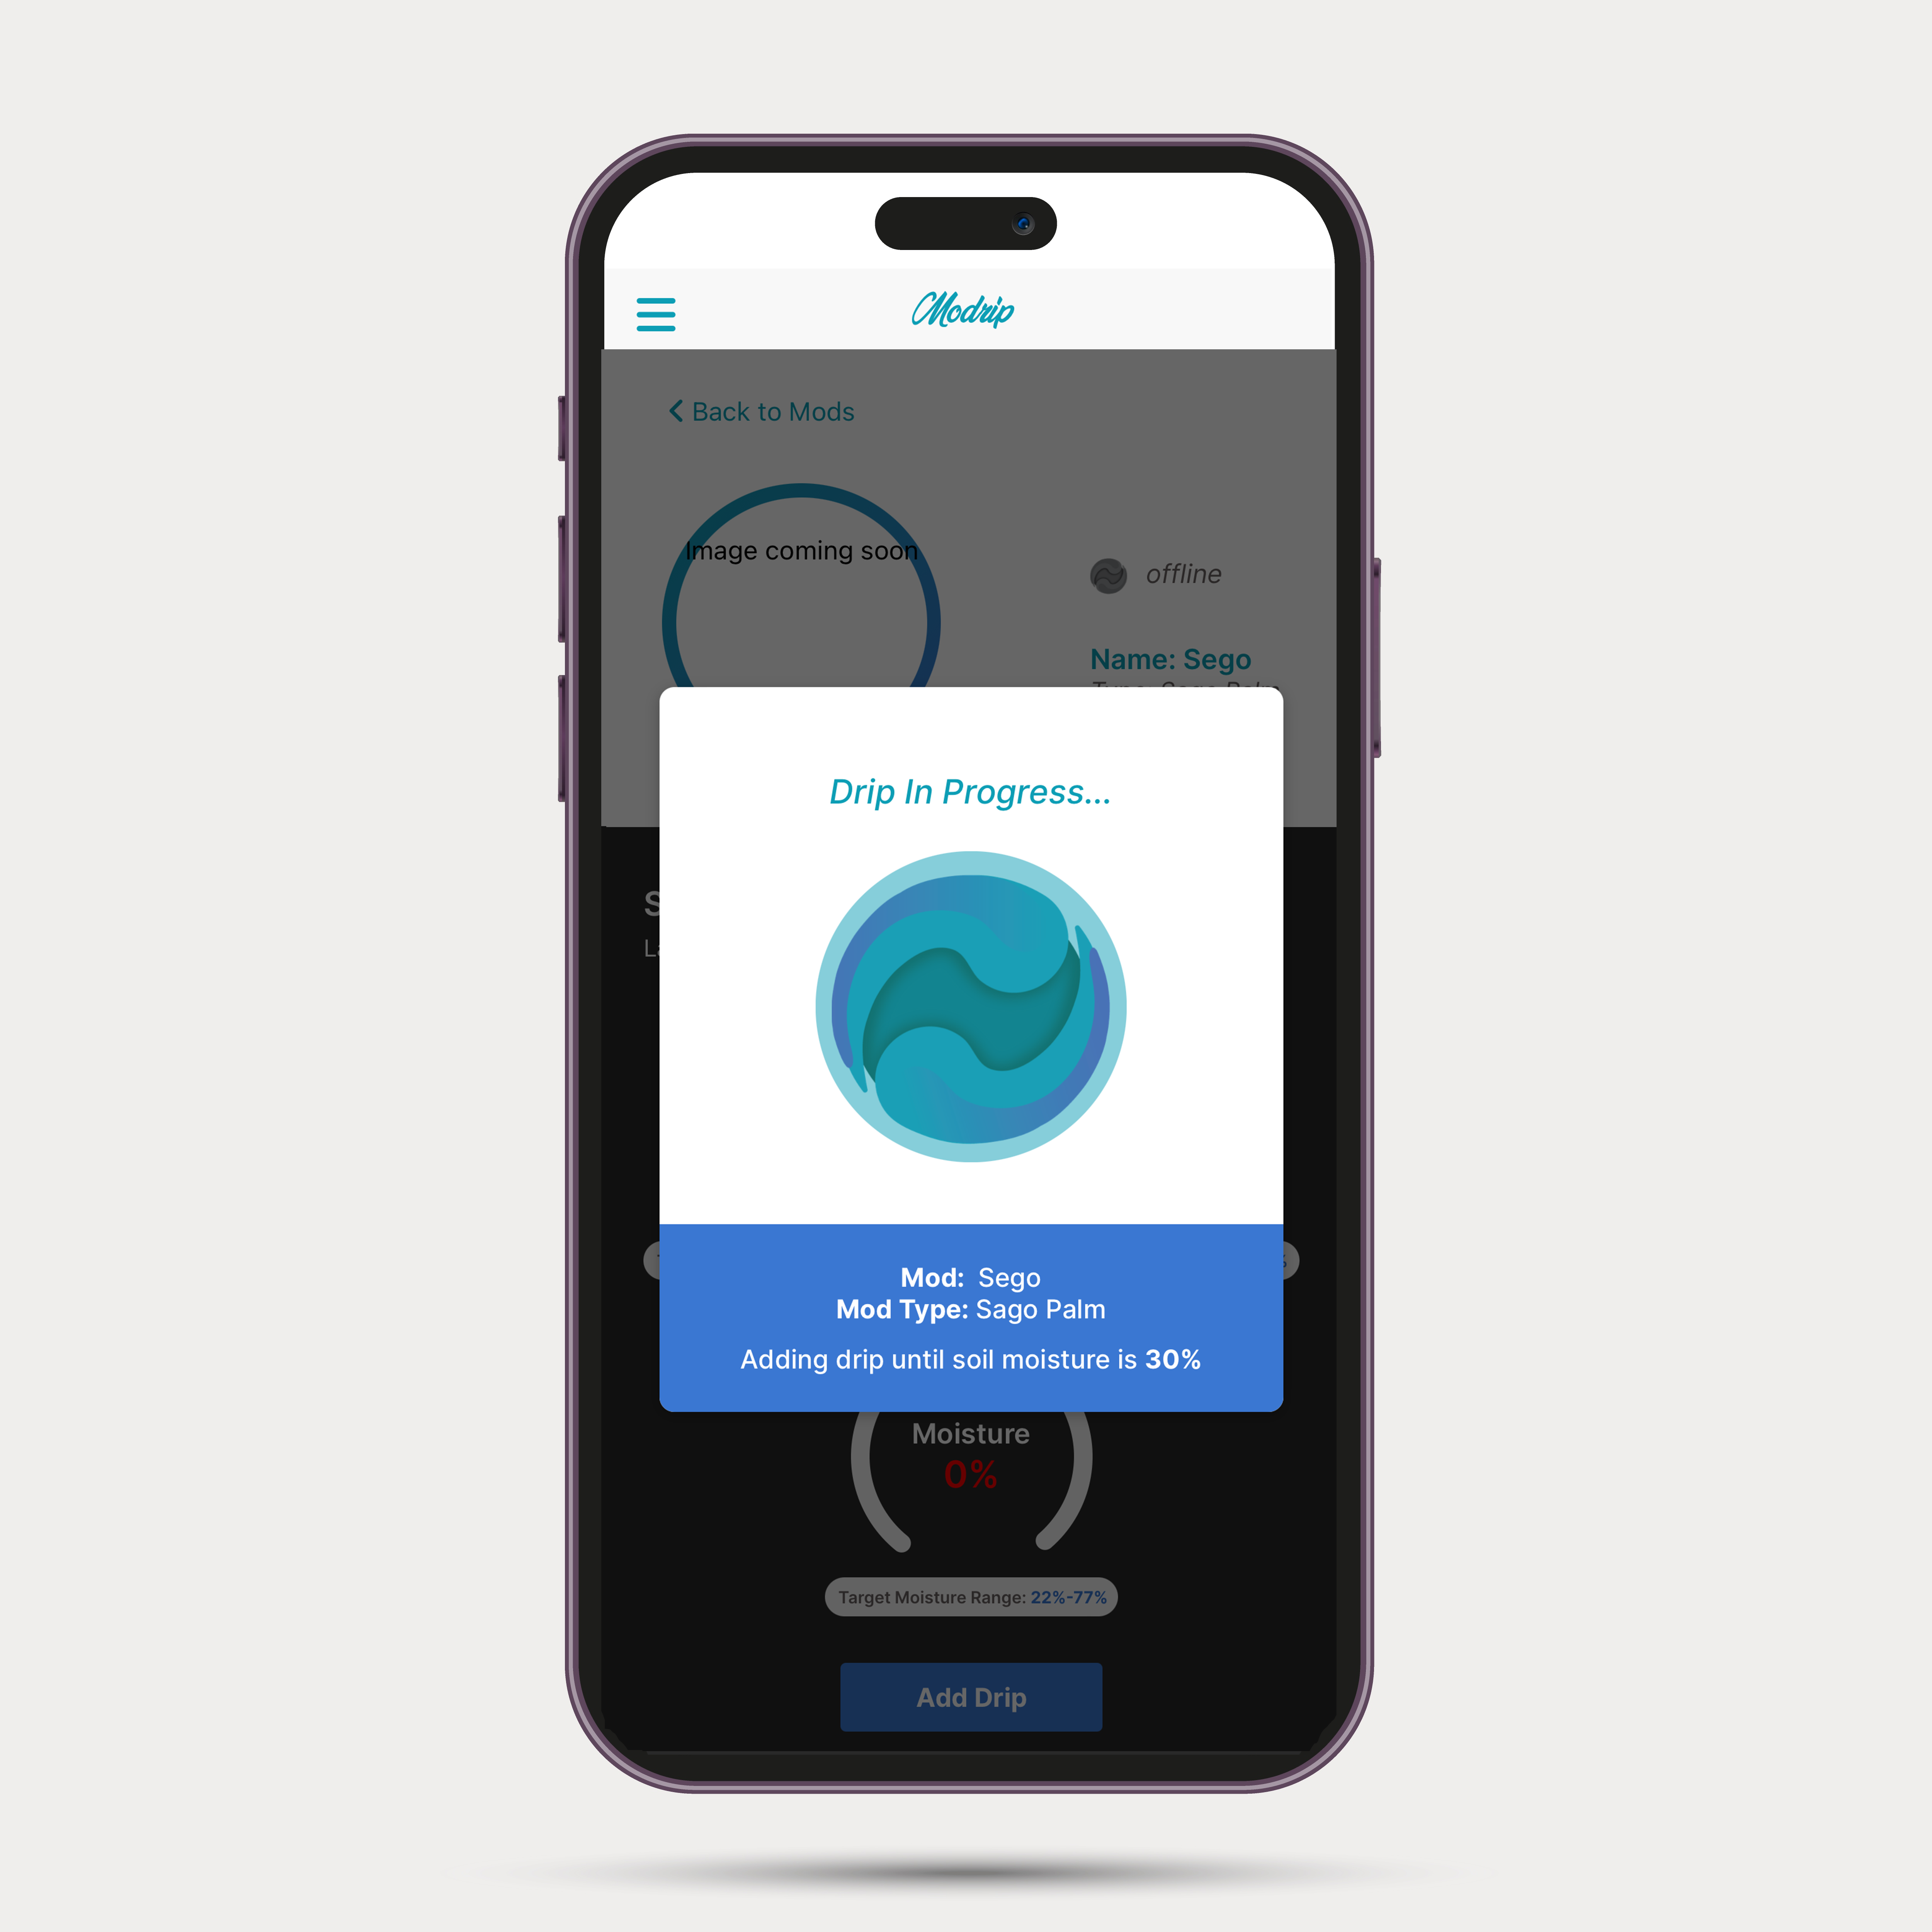 Modrip
Back to Mods
Image coming soon
offline
Name: Sego
Drip In Progress...
Mod: Sego
Mod Type: Sago Palm
Adding drip until soil moisture is 30%
Moisture
0%
Target Moisture Range: 22%-77%
Add Drip